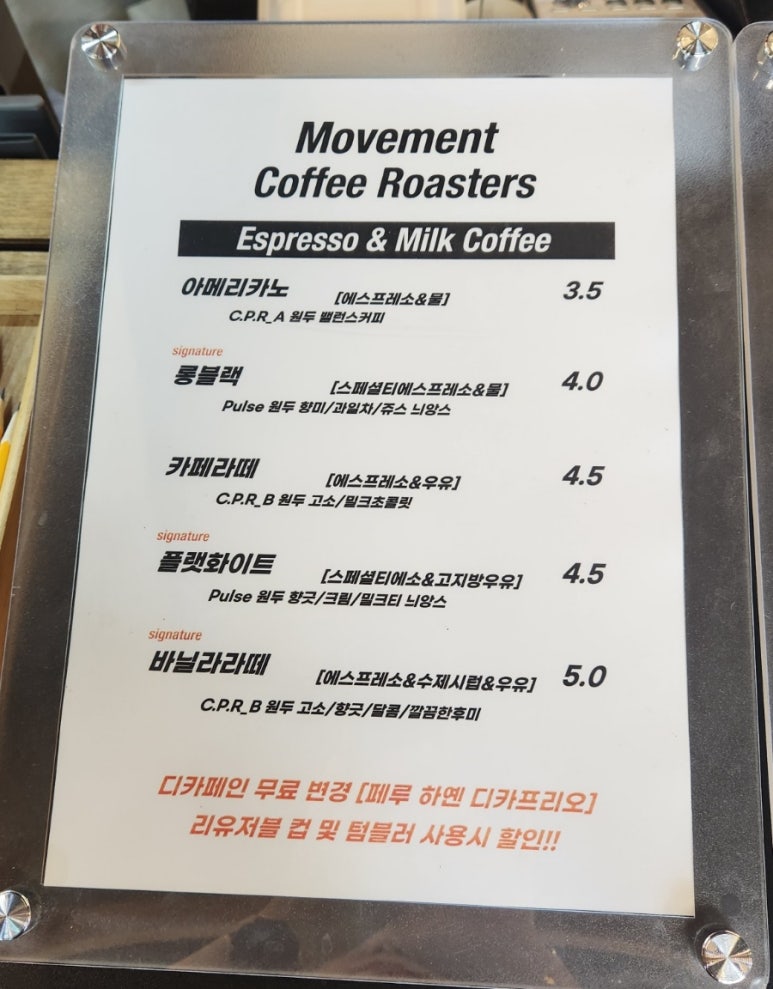 Movement
Coffee Roasters
Espresso & Milk Coffee
아메리카노 [에스프레소&물] 3.5
C.P.R_A 원두 밸런스커피
signature
롱블랙 [스페셜티에스프레소&물] 4.0
Pulse 원두 향미/과일차/쥬스 늬앙스
카페라떼 [에스프레소&우유] 4.5
C.P.R_B 원두 고소/밀크초콜릿
signature
플랫화이트 [스페셜티에소&고지방우유] 4.5
Pulse 원두 향긋/크림/밀크티 늬앙스
signature
바닐라라떼 [에스프레소&수제시럽&우유] 5.0
C.P.R_B 원두 고소/향긋/달콤/깔끔한후미
디카페인 무료 변경 [페루 하엔 디카프리오]
리유저블 컵 및 텀블러 사용시 할인!!